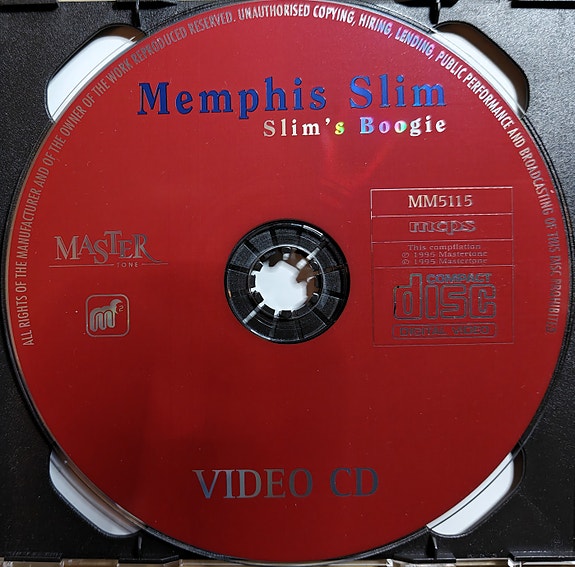 ALL RIGHTS OF THE MANUFACTURER AND OF THE OWNER OF THE WORK REPRODUCED RESERVED. UNAUTHORISED COPYING, HIRING, LENDING, PUBLIC PERFORMANCE AND BROADCASTING OF THIS DISC PROHIBITED
Memphis Slim
Slim's Boogie
MM5115
mcps
This compilation
℗ 1995 Mastertone
© 1995 Mastertone
COMPACT
disc
DIGITAL VIDEO
MASTER
TONE
m2
VIDEO CD